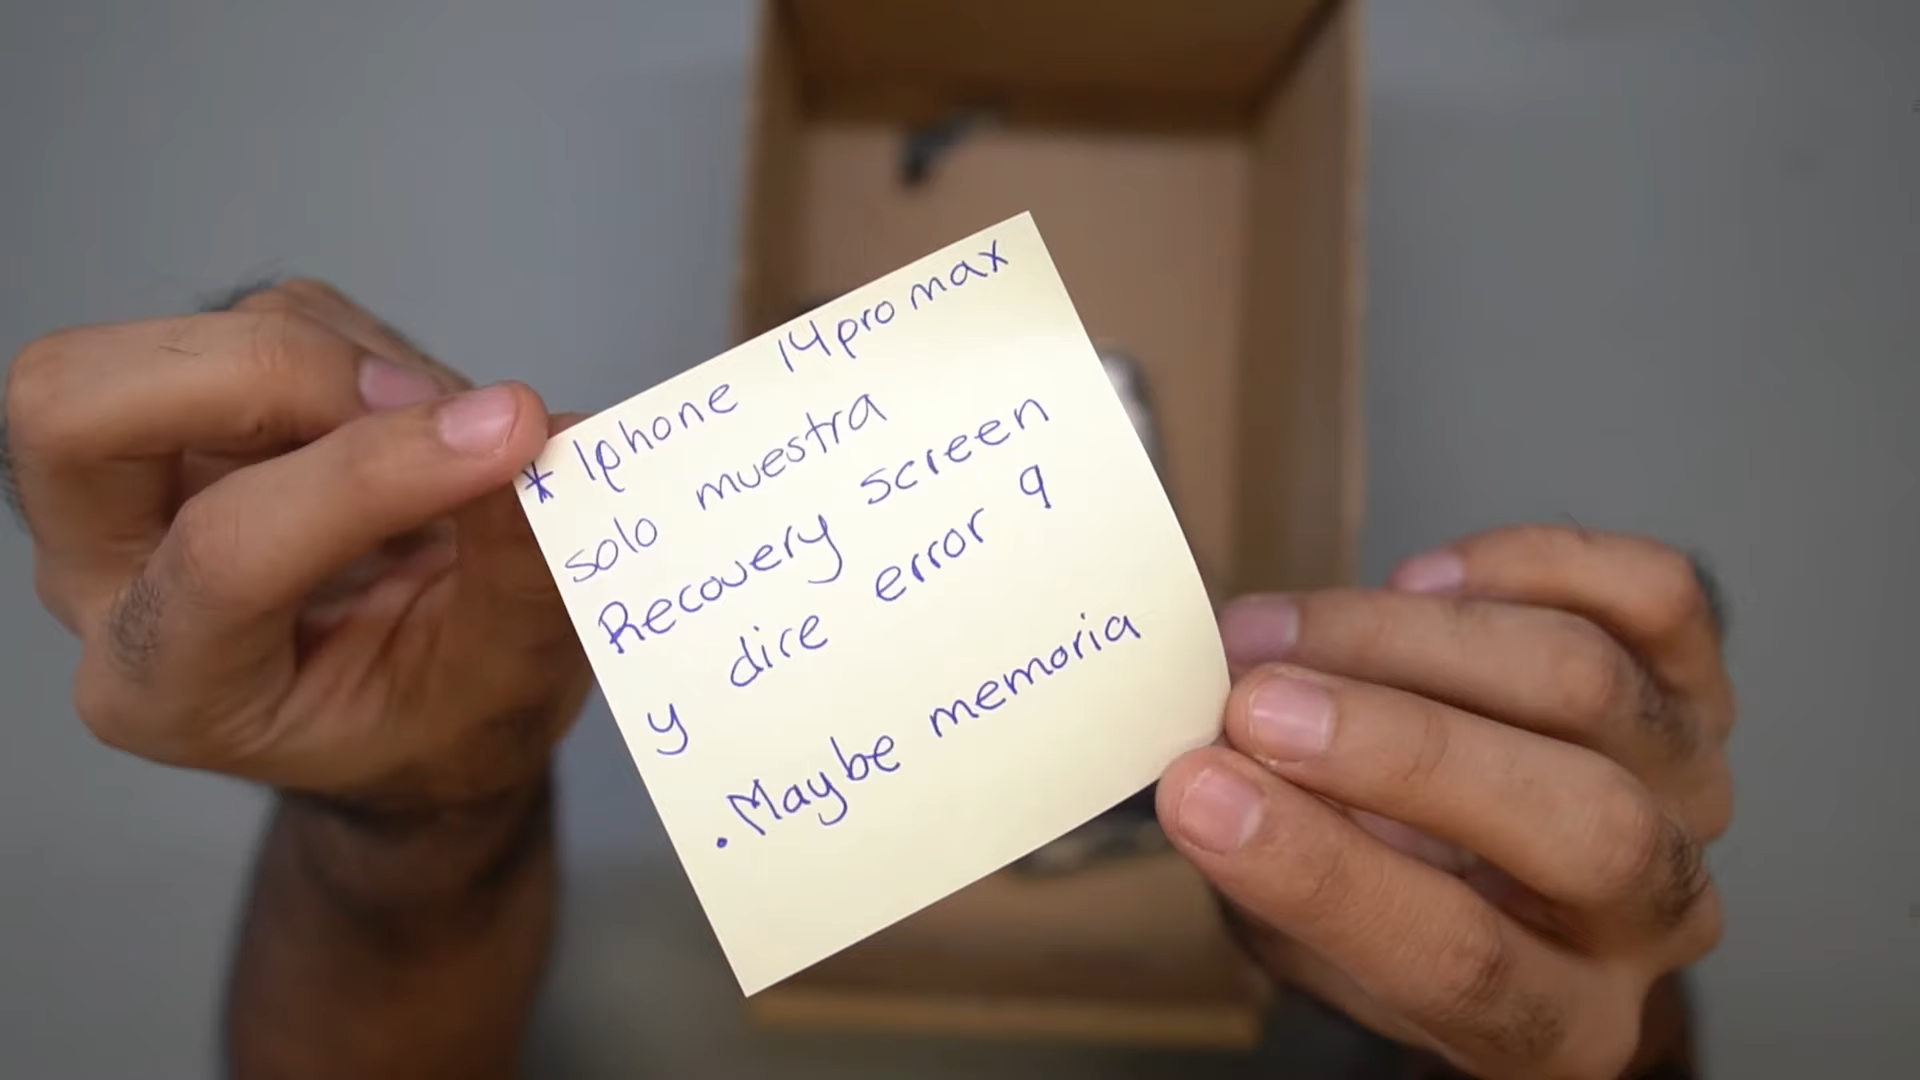 * Iphone 14 pro max
solo muestra
Recovery screen
y dice error 9
. Maybe memoria